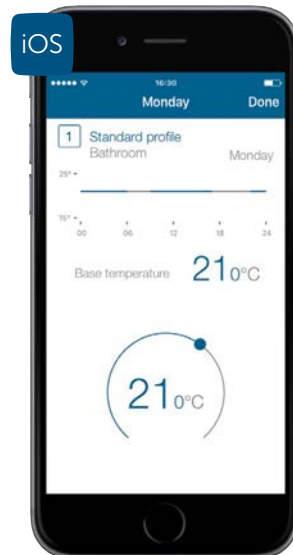 iOS
16:30
Monday Done
1 Standard profile
Bathroom Monday
25°
15°
00 06 12 18 24
Base temperature 21 0°C
21 0°C